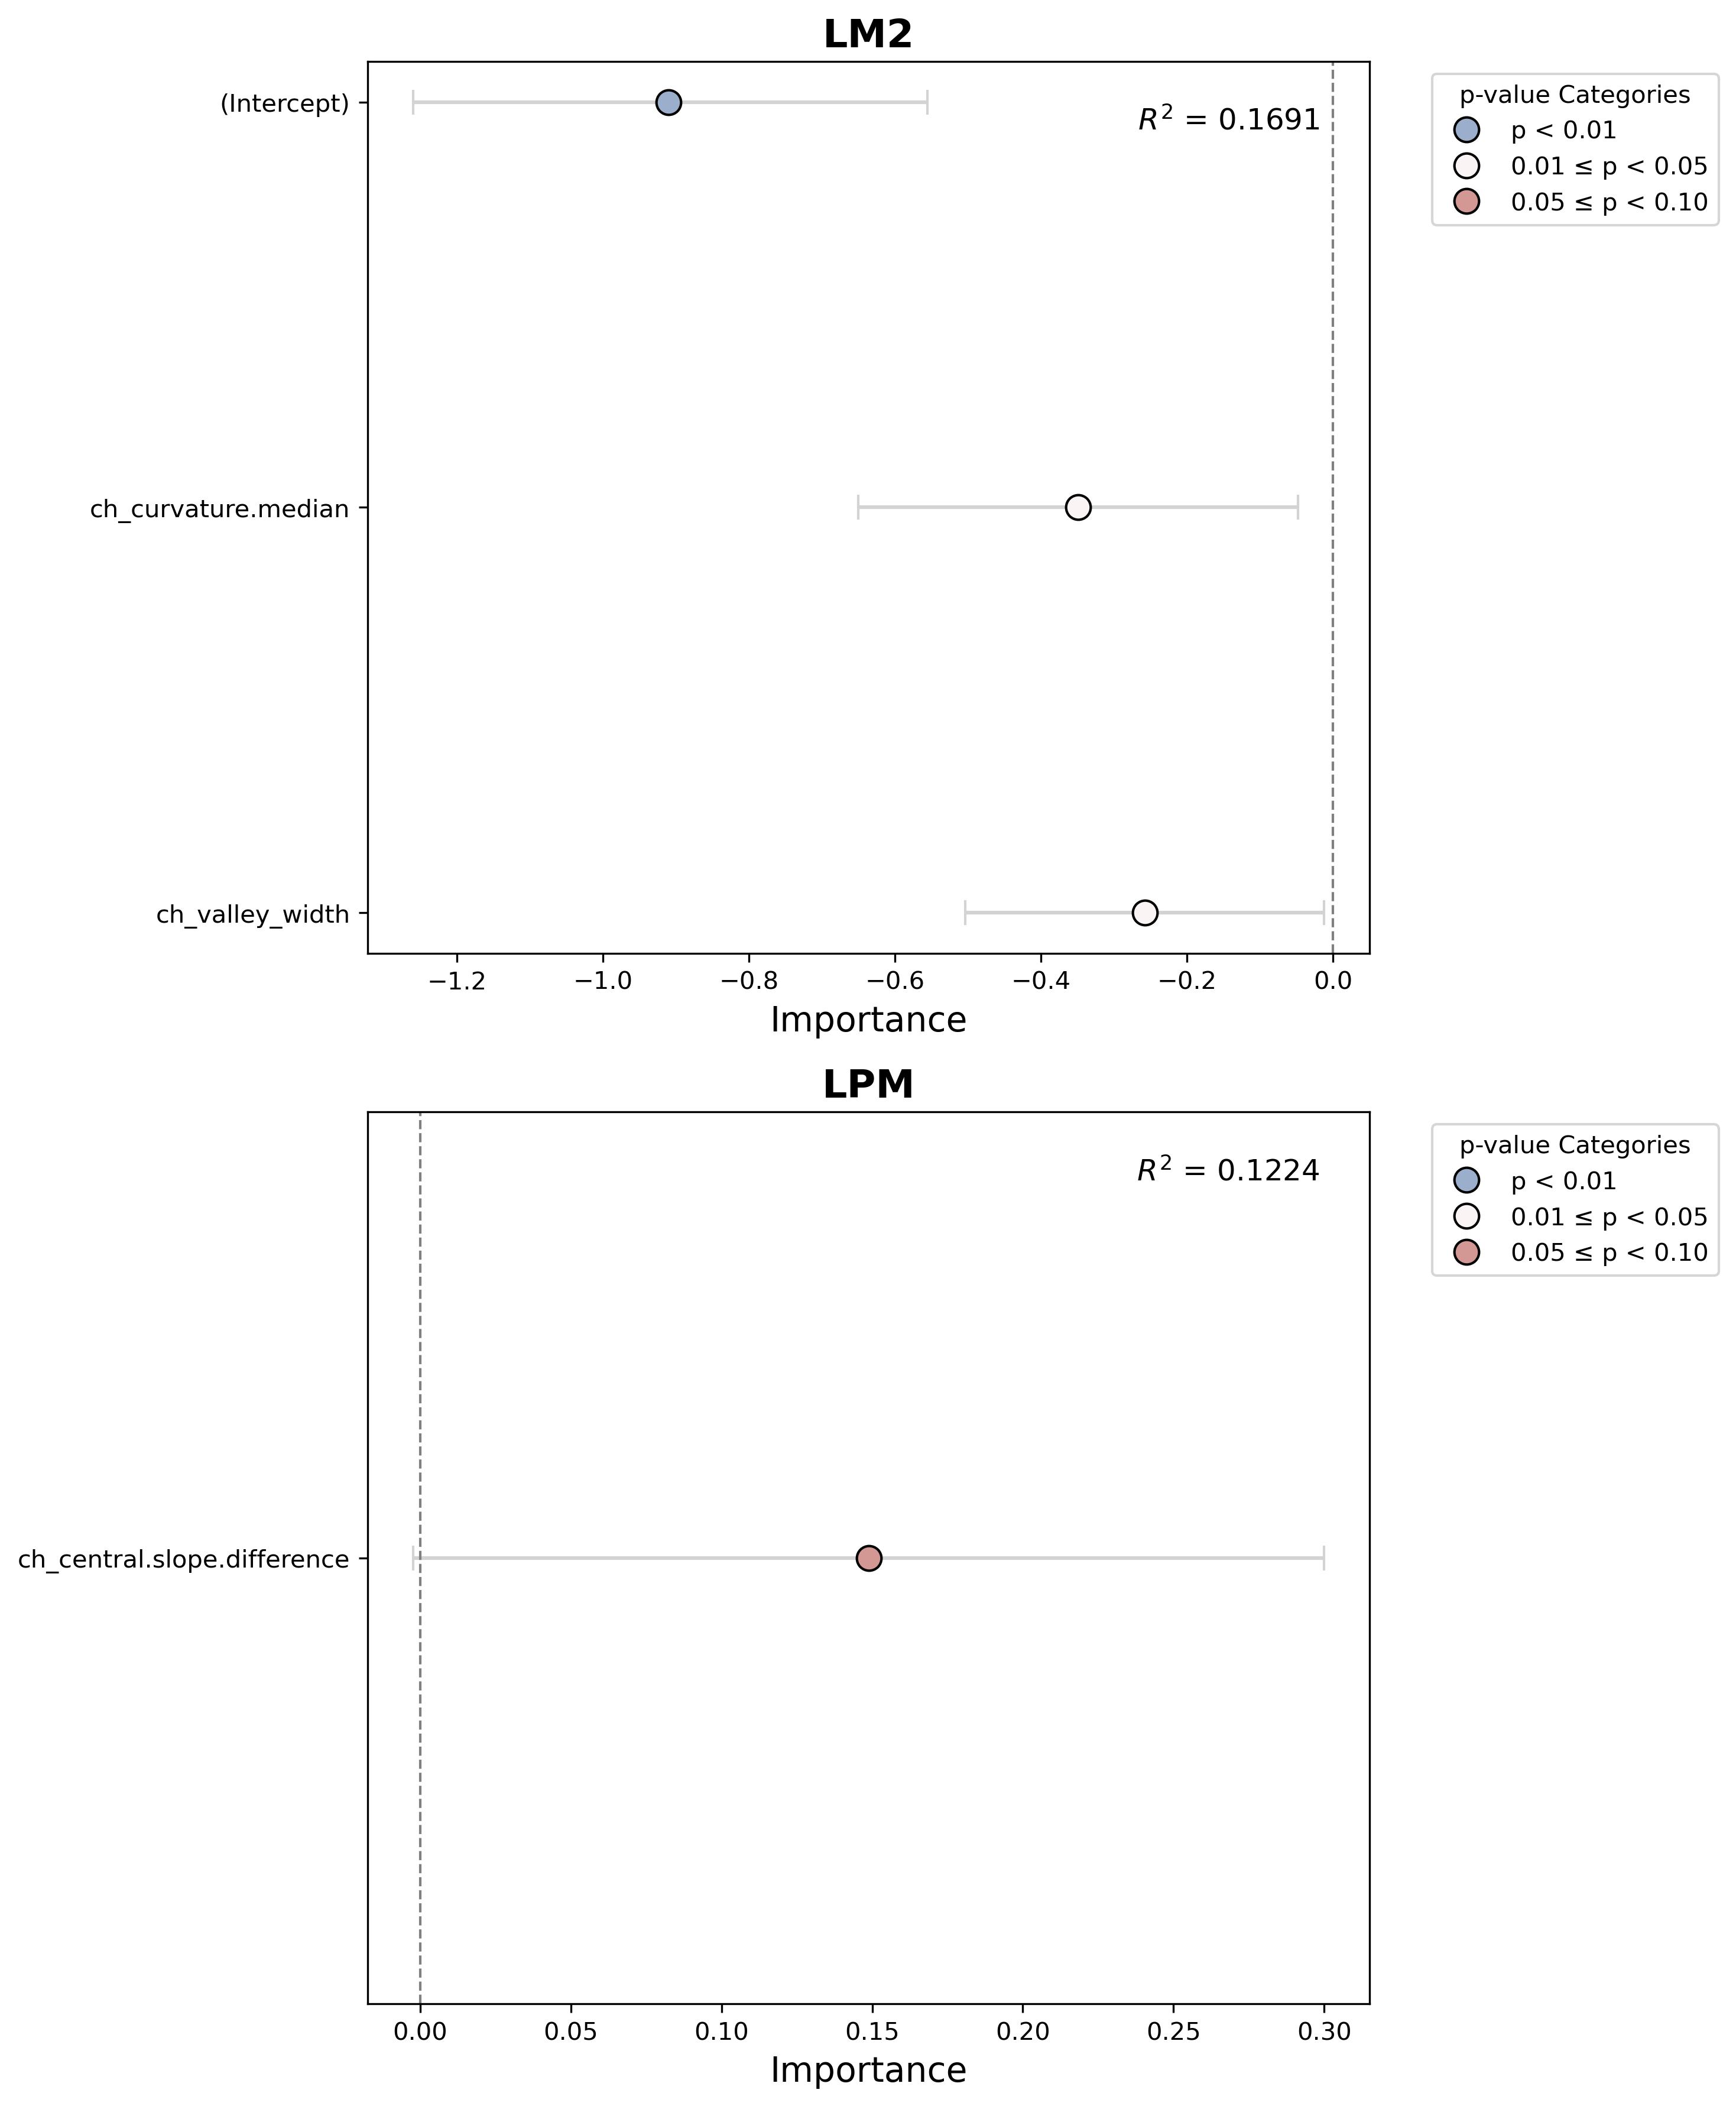 LM2
(Intercept)
R² = 0.1691
ch_curvature.median
ch_valley_width
−1.2 −1.0 −0.8 −0.6 −0.4 −0.2 0.0
Importance
p-value Categories
p < 0.01
0.01 ≤ p < 0.05
0.05 ≤ p < 0.10
LPM
R² = 0.1224
ch_central.slope.difference
0.00 0.05 0.10 0.15 0.20 0.25 0.30
Importance
p-value Categories
p < 0.01
0.01 ≤ p < 0.05
0.05 ≤ p < 0.10